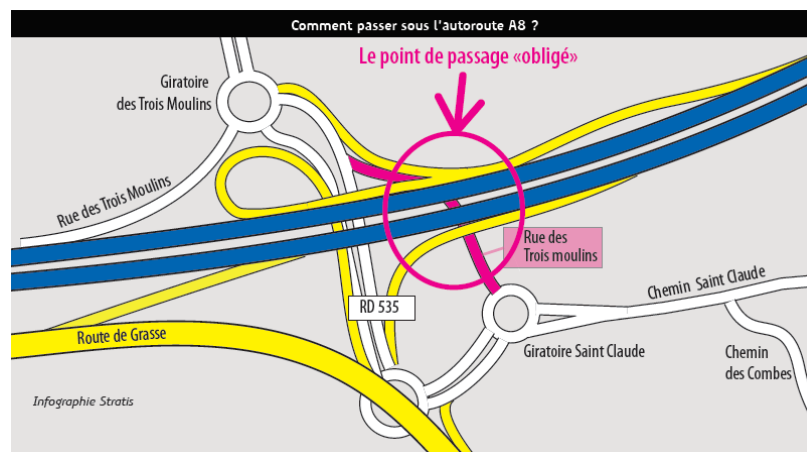 Comment passer sous l'autoroute A8 ?
Le point de passage «obligé»
Giratoire
des Trois Moulins
Rue des Trois Moulins
Rue des
Trois moulins
Chemin Saint Claude
RD 535
Route de Grasse
Giratoire Saint Claude
Chemin
des Combes
Infographie Stratis